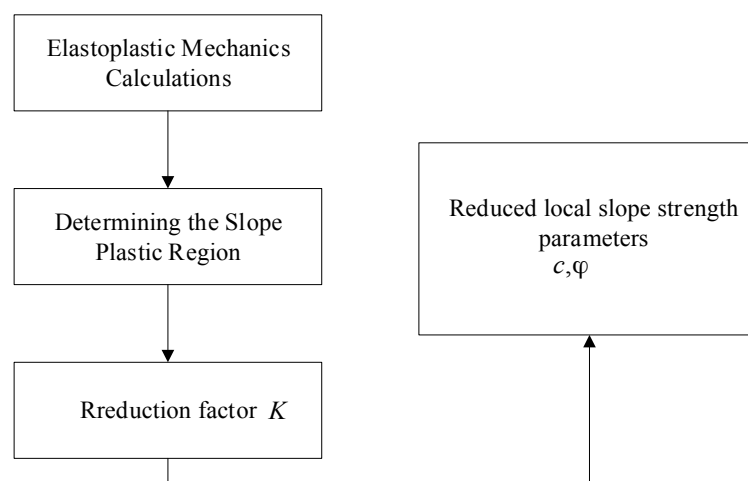 Elastoplastic Mechanics
Calculations
Determining the Slope
Plastic Region
Rreduction factor K
Reduced local slope strength
parameters
c,φ